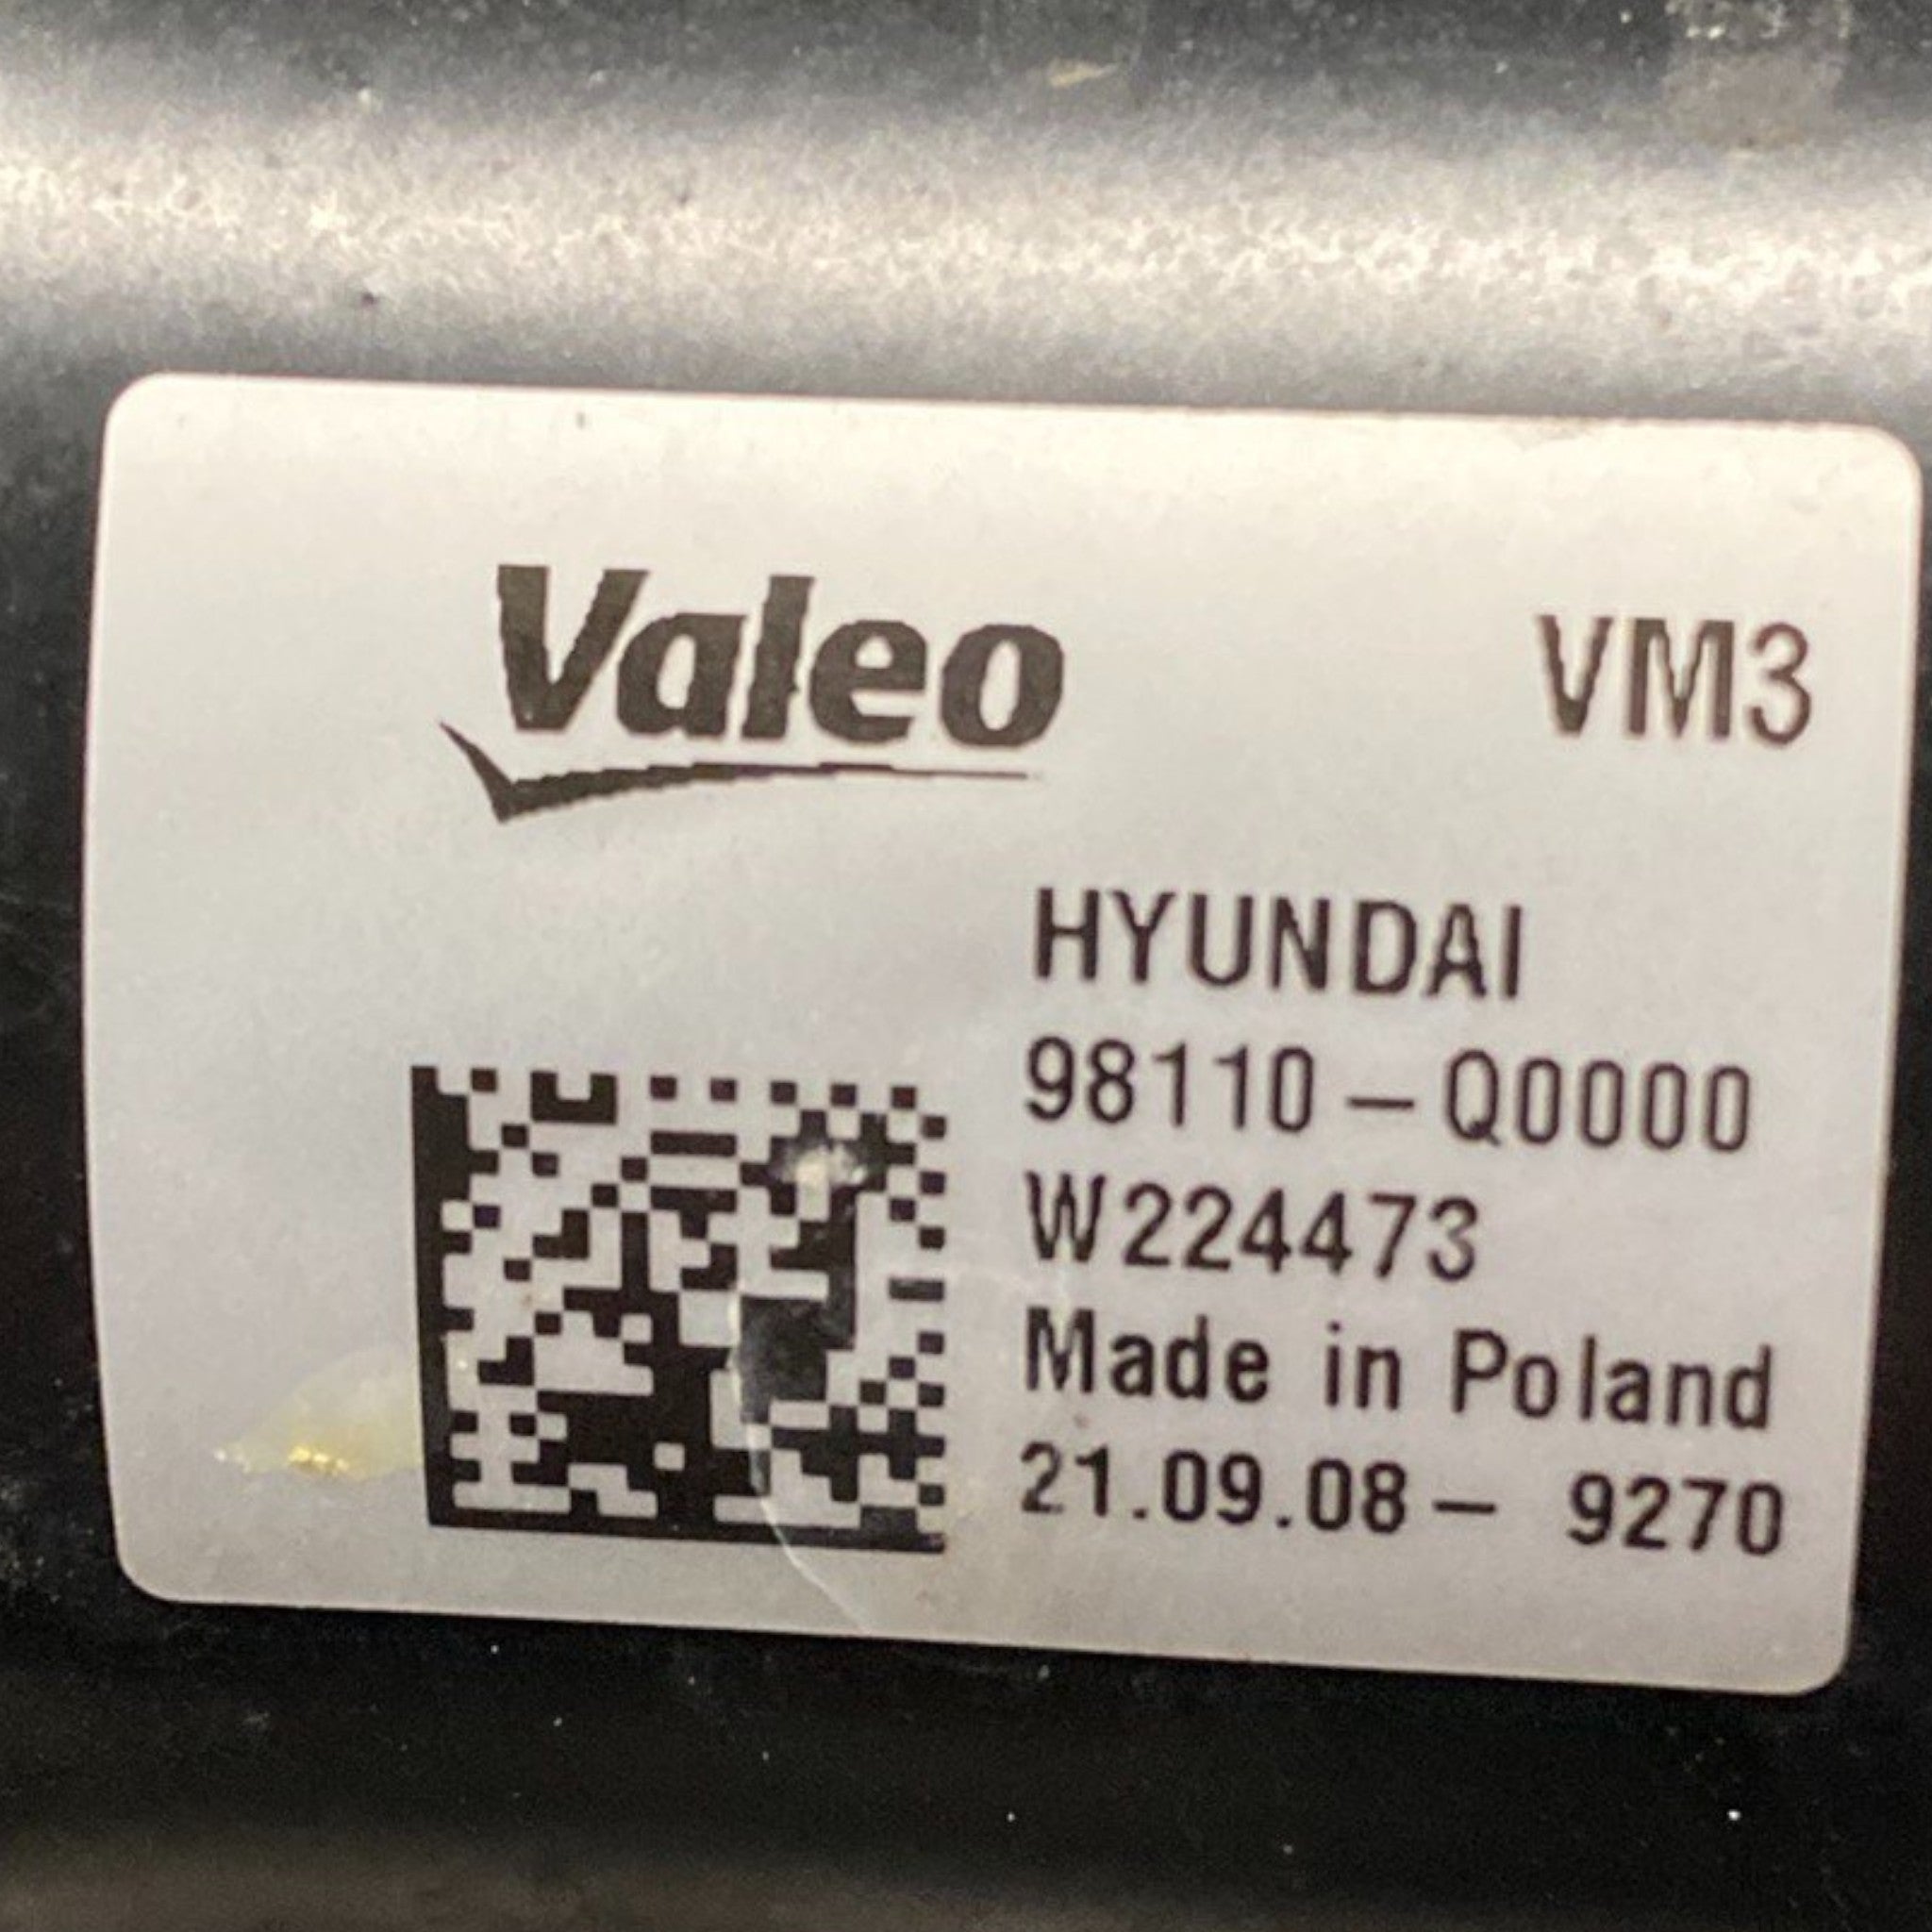 Valeo VM3
HYUNDAI
98110-Q0000
W224473
Made in Poland
21.09.08- 9270